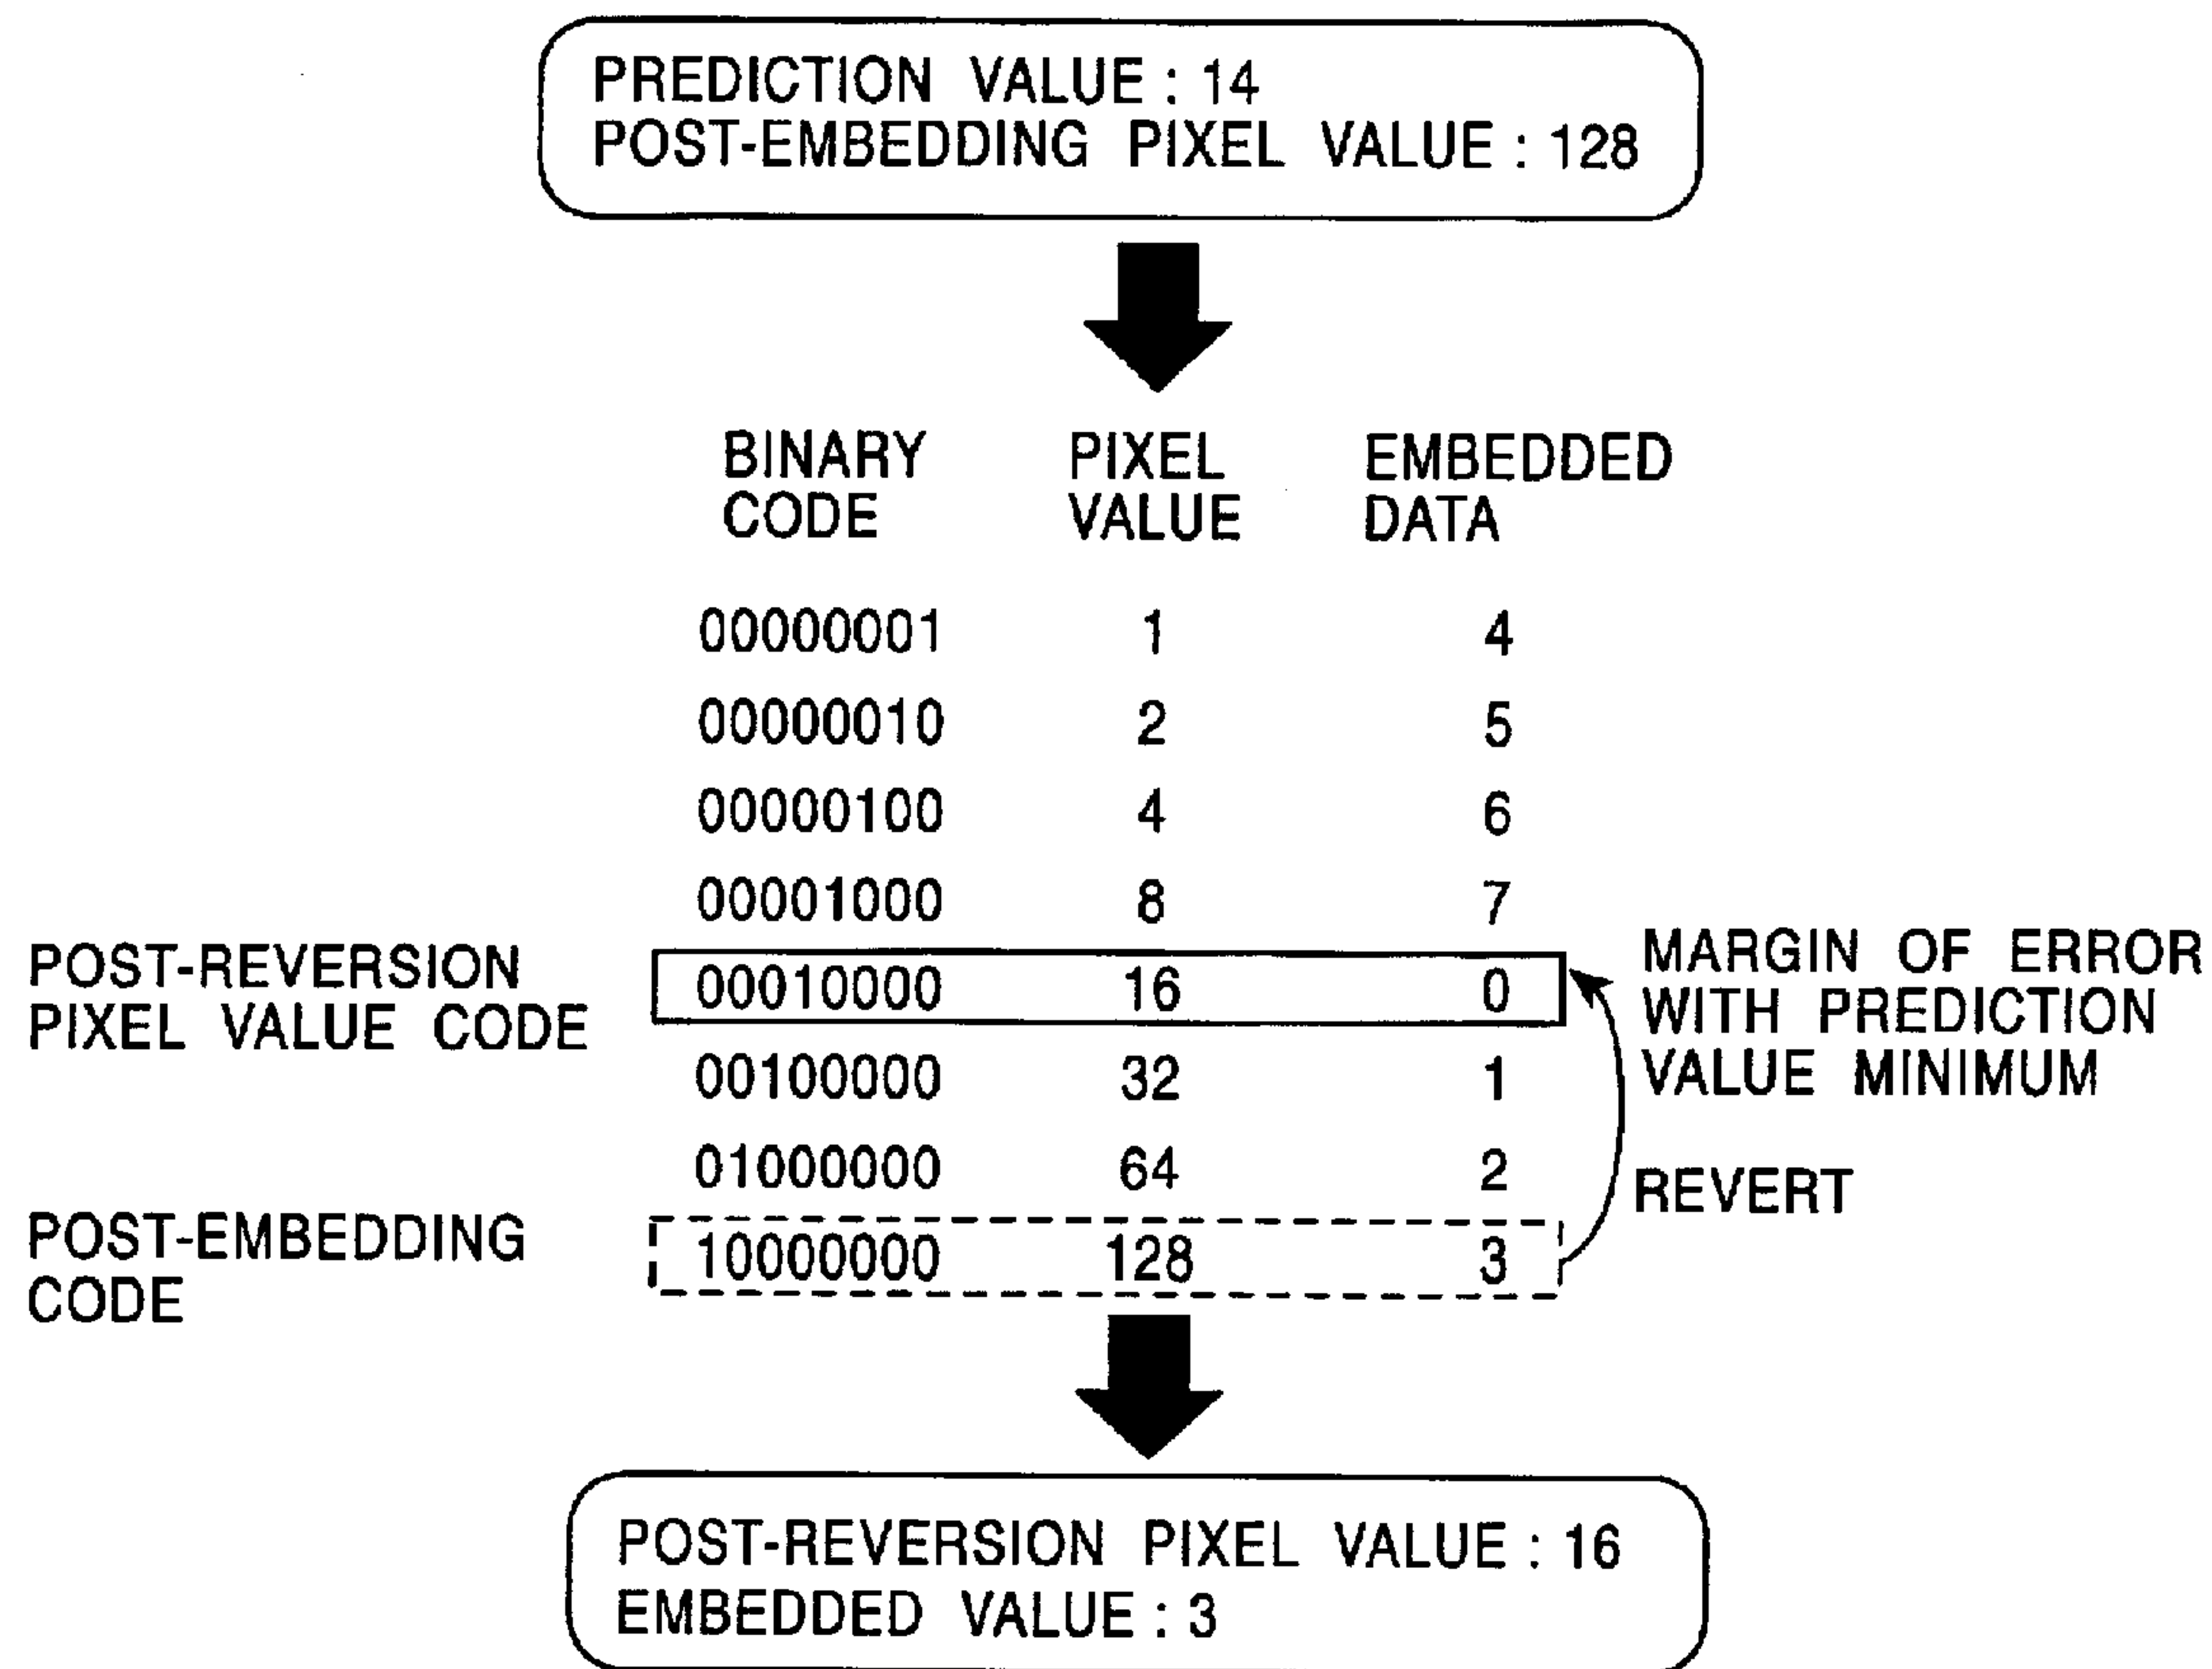 PREDICTION VALUE : 14
POST-EMBEDDING PIXEL VALUE : 128
BINARY CODE
PIXEL VALUE
EMBEDDED DATA
00000001 1 4
00000010 2 5
00000100 4 6
00001000 8 7
POST-REVERSION
PIXEL VALUE CODE
00010000 16 0
MARGIN OF ERROR
WITH PREDICTION
VALUE MINIMUM
00100000 32 1
01000000 64 2
REVERT
POST-EMBEDDING
CODE
10000000 128 3
POST-REVERSION PIXEL VALUE : 16
EMBEDDED VALUE : 3